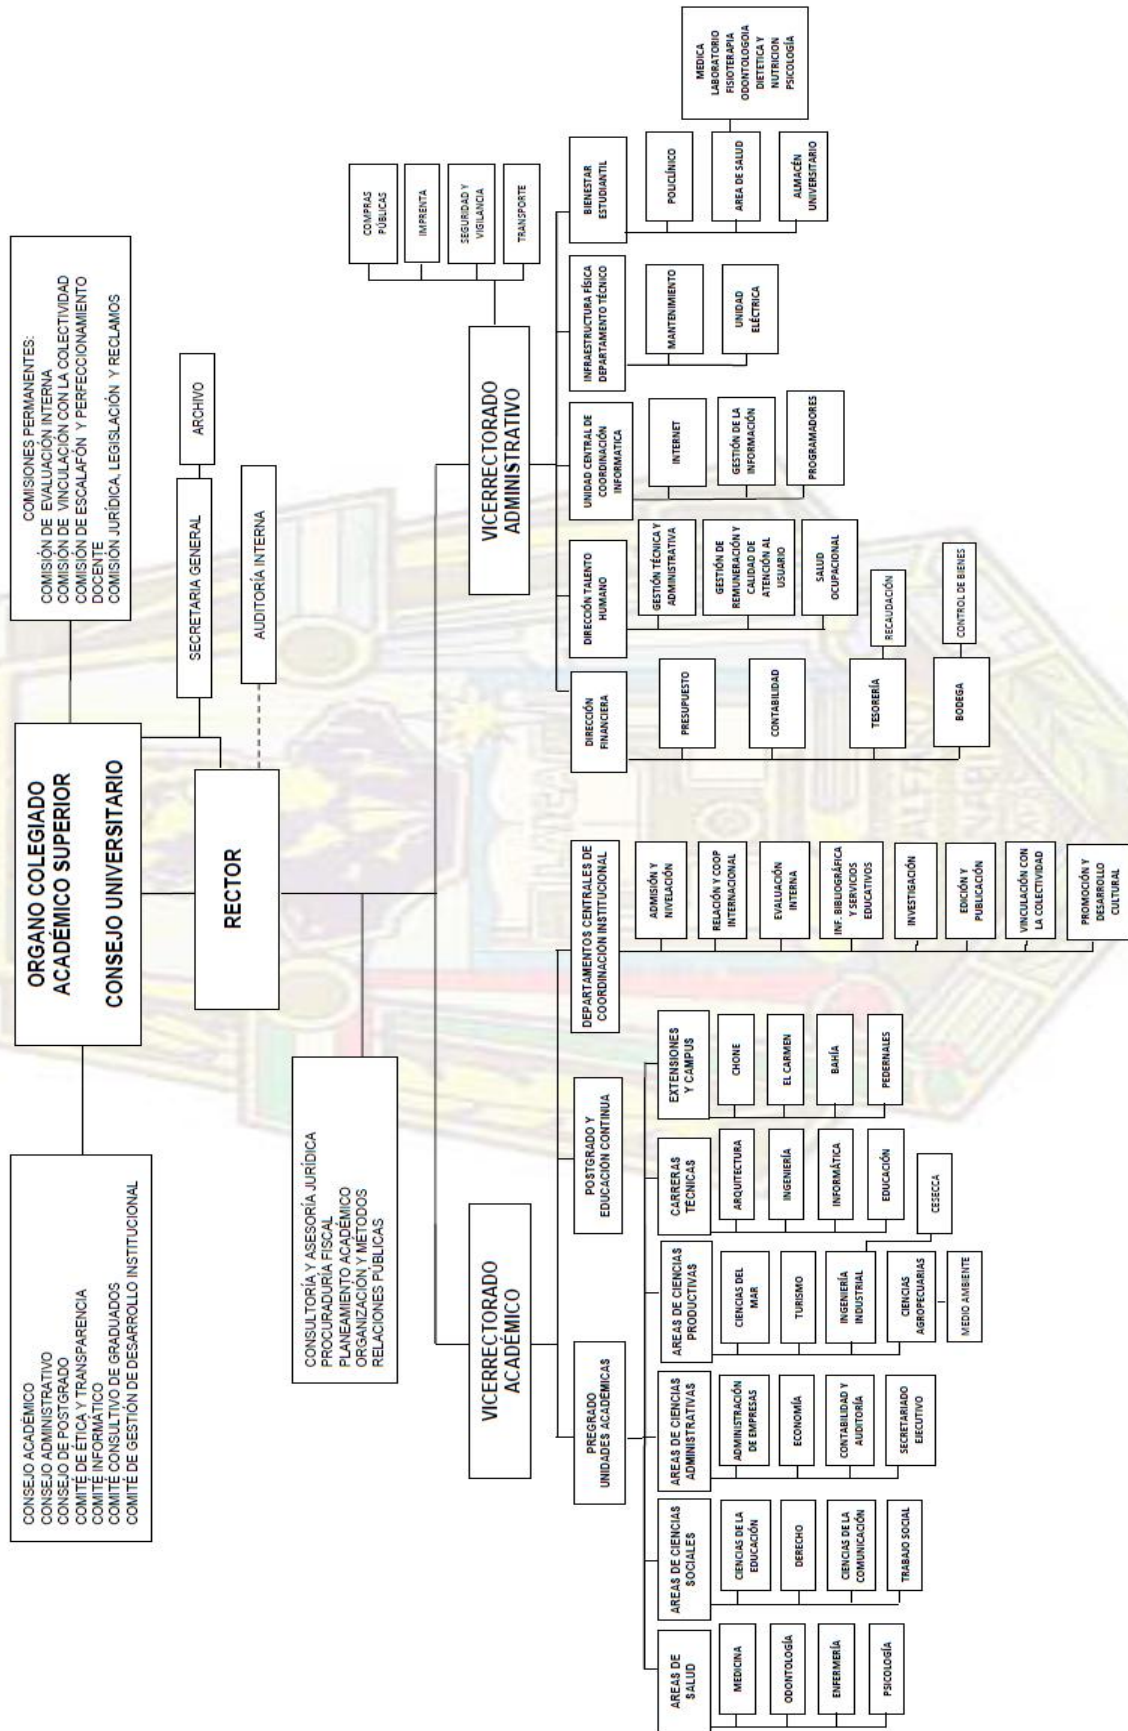 CONSEJO ACADÉMICO
CONSEJO ADMINISTRATIVO
CONSEJO DE POSTGRADO
COMITÉ DE ÉTICA Y TRANSPARENCIA
COMITÉ INFORMÁTICO
COMITÉ CONSULTIVO DE GRADUADOS
COMITÉ DE GESTIÓN DE DESARROLLO INSTITUCIONAL
ORGANO COLEGIADO
ACADÉMICO SUPERIOR
CONSEJO UNIVERSITARIO
COMISIONES PERMANENTES:
COMISIÓN DE EVALUACIÓN INTERNA
COMISIÓN DE VINCULACIÓN CON LA COLECTIVIDAD
COMISIÓN DE ESCALAFÓN Y PERFECCIONAMIENTO
DOCENTE
COMISIÓN JURÍDICA, LEGISLACIÓN Y RECLAMOS
SECRETARIA GENERAL
ARCHIVO
RECTOR
AUDITORÍA INTERNA
CONSULTORÍA Y ASESORÍA JURÍDICA
PROCURADURÍA FISCAL
PLANEAMIENTO ACADÉMICO
ORGANIZACIÓN Y MÉTODOS
RELACIONES PÚBLICAS
VICERRECTORADO
ACADÉMICO
VICERRECTORADO
ADMINISTRATIVO
COMPRAS
PÚBLICAS
IMPRENTA
SEGURIDAD Y
VIGILANCIA
TRANSPORTE
PREGRADO
UNIDADES ACADÉMICAS
POSTGRADO Y
EDUCACIÓN CONTINUA
DEPARTAMENTOS CENTRALES DE
COORDINACIÓN INSTITUCIONAL
DIRECCIÓN
FINANCIERA
DIRECCIÓN TALENTO
HUMANO
UNIDAD CENTRAL DE
COORDINACIÓN
INFORMATICA
INFRAESTRUCTURA FÍSICA
DEPARTAMENTO TÉCNICO
BIENESTAR
ESTUDIANTIL
AREAS DE
SALUD
MEDICINA
ODONTOLOGÍA
ENFERMERÍA
PSICOLOGÍA
AREAS DE CIENCIAS
SOCIALES
CIENCIAS DE LA
EDUCACIÓN
DERECHO
CIENCIAS DE LA
COMUNICACIÓN
TRABAJO SOCIAL
AREAS DE CIENCIAS
ADMINISTRATIVAS
ADMINISTRACIÓN
DE EMPRESAS
ECONOMÍA
CONTABILIDAD Y
AUDITORÍA
SECRETARIADO
EJECUTIVO
AREAS DE CIENCIAS
PRODUCTIVAS
CIENCIAS DEL
MAR
TURISMO
INGENIERÍA
INDUSTRIAL
CESECCA
CIENCIAS
AGROPECUARIAS
MEDIO AMBIENTE
CARRERAS
TÉCNICAS
ARQUITECTURA
INGENIERÍA
INFORMÁTICA
EDUCACIÓN
EXTENSIONES
Y CAMPUS
CHONE
EL CARMEN
BAHÍA
PEDERNALES
ADMISIÓN Y
NIVELACIÓN
RELACIÓN Y COOP
INTERNACIONAL
EVALUACIÓN
INTERNA
INF. BIBLIOGRÁFICA
Y SERVICIOS
EDUCATIVOS
INVESTIGACIÓN
EDICIÓN Y
PUBLICACIÓN
VINCULACIÓN CON
LA COLECTIVIDAD
PROMOCIÓN Y
DESARROLLO
CULTURAL
PRESUPUESTO
CONTABILIDAD
TESORERÍA
RECAUDACIÓN
BODEGA
CONTROL DE BIENES
GESTIÓN TÉCNICA Y
ADMINISTRATIVA
GESTIÓN DE
REMUNERACIÓN Y
CALIDAD DE
ATENCIÓN AL
USUARIO
SALUD
OCUPACIONAL
INTERNET
GESTIÓN DE LA
INFORMACIÓN
PROGRAMADORES
MANTENIMIENTO
UNIDAD
ELÉCTRICA
POLICLÍNICO
AREA DE SALUD
ALMACÉN
UNIVERSITARIO
MEDICA
LABORATORIO
FISIOTERAPIA
ODONTOLOGOIA
DIETETICA Y
NUTRICION
PSICOLOGÍA